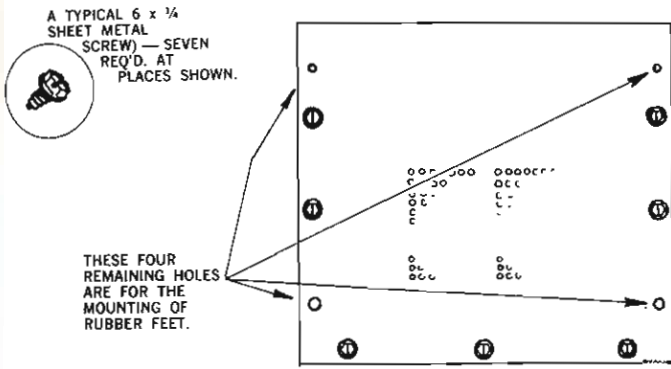 A TYPICAL 6 x ¼
SHEET METAL
SCREW) — SEVEN
REQ'D. AT
PLACES SHOWN.
THESE FOUR
REMAINING HOLES
ARE FOR THE
MOUNTING OF
RUBBER FEET.